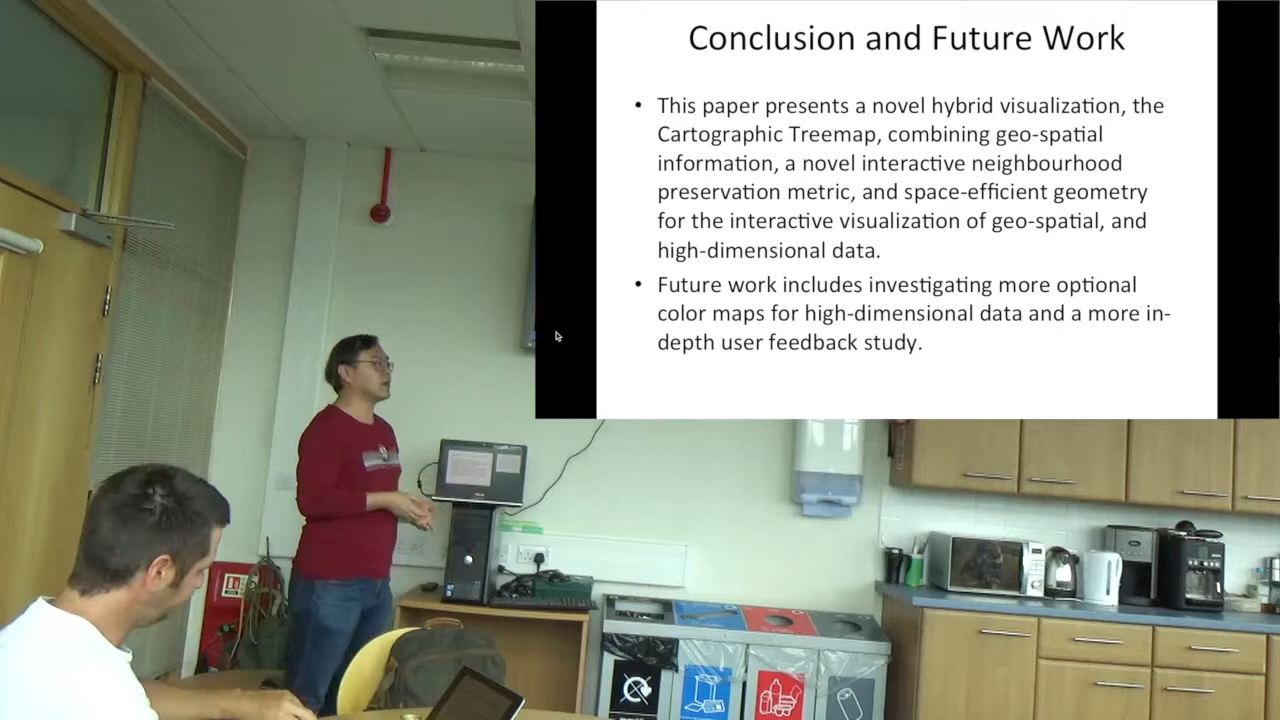 Conclusion and Future Work
• This paper presents a novel hybrid visualization, the
Cartographic Treemap, combining geo-spatial
information, a novel interactive neighbourhood
preservation metric, and space-efficient geometry
for the interactive visualization of geo-spatial, and
high-dimensional data.
• Future work includes investigating more optional
color maps for high-dimensional data and a more in-
depth user feedback study.